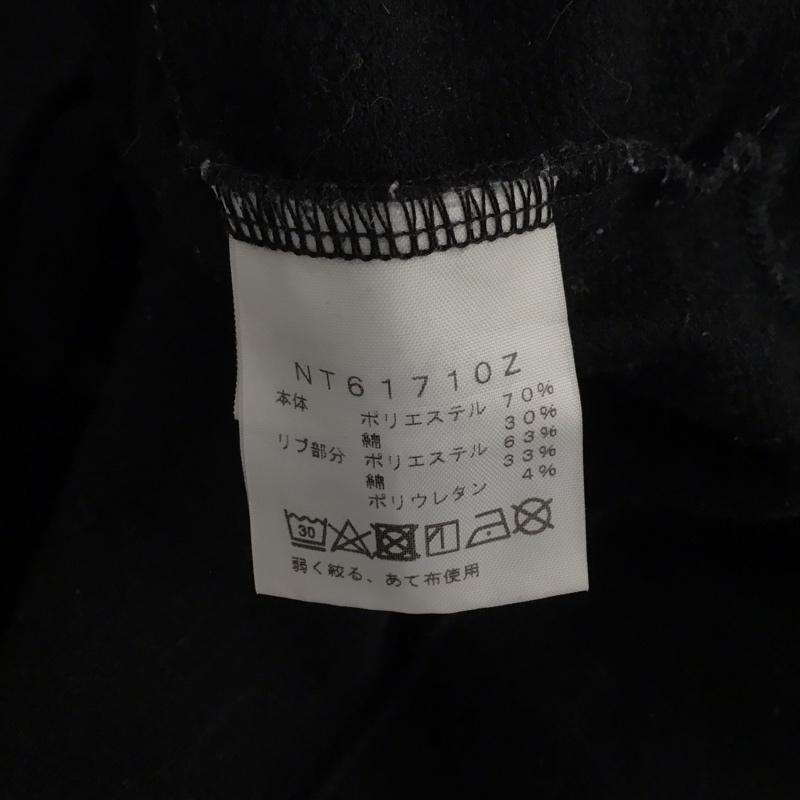 NT61710Z
本体 ポリエステル 70%
綿 30%
リブ部分 ポリエステル 63%
綿 33%
ポリウレタン 4%
30
弱く絞る、あて布使用